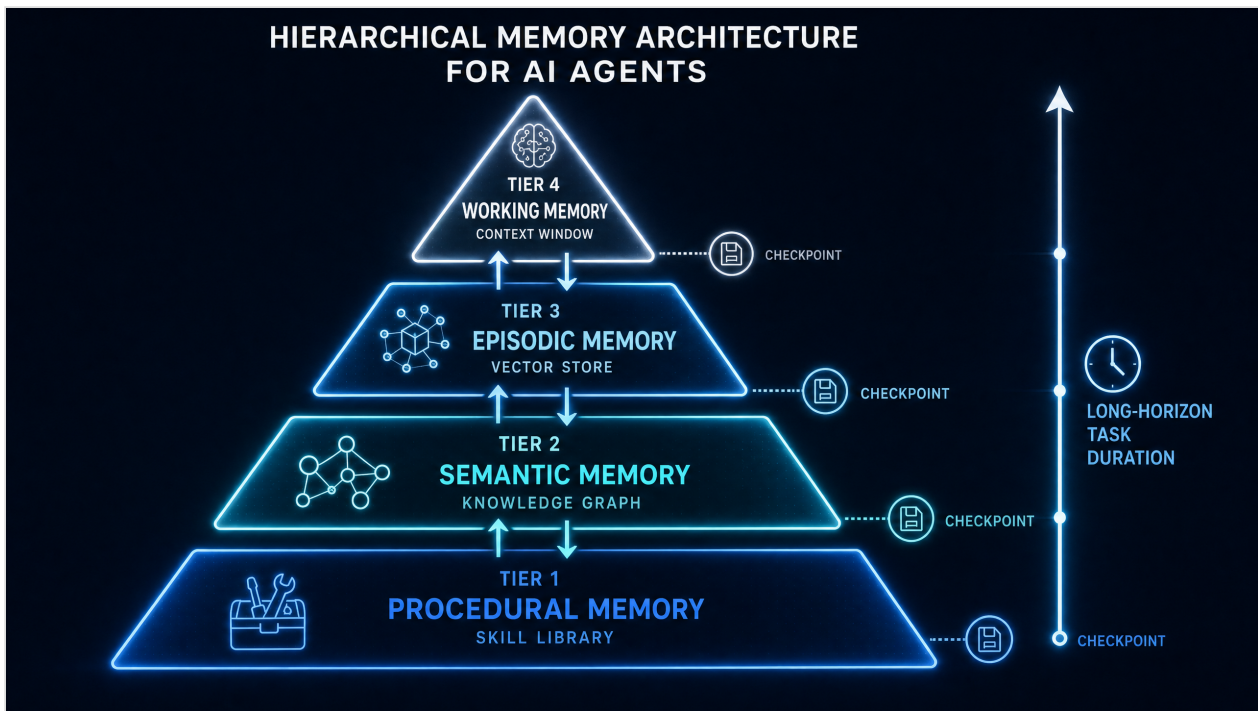 HIERARCHICAL MEMORY ARCHITECTURE
FOR AI AGENTS
TIER 4
WORKING MEMORY
CONTEXT WINDOW
CHECKPOINT
TIER 3
EPISODIC MEMORY
VECTOR STORE
CHECKPOINT
LONG-HORIZON
TASK
DURATION
TIER 2
SEMANTIC MEMORY
KNOWLEDGE GRAPH
CHECKPOINT
TIER 1
PROCEDURAL MEMORY
SKILL LIBRARY
CHECKPOINT